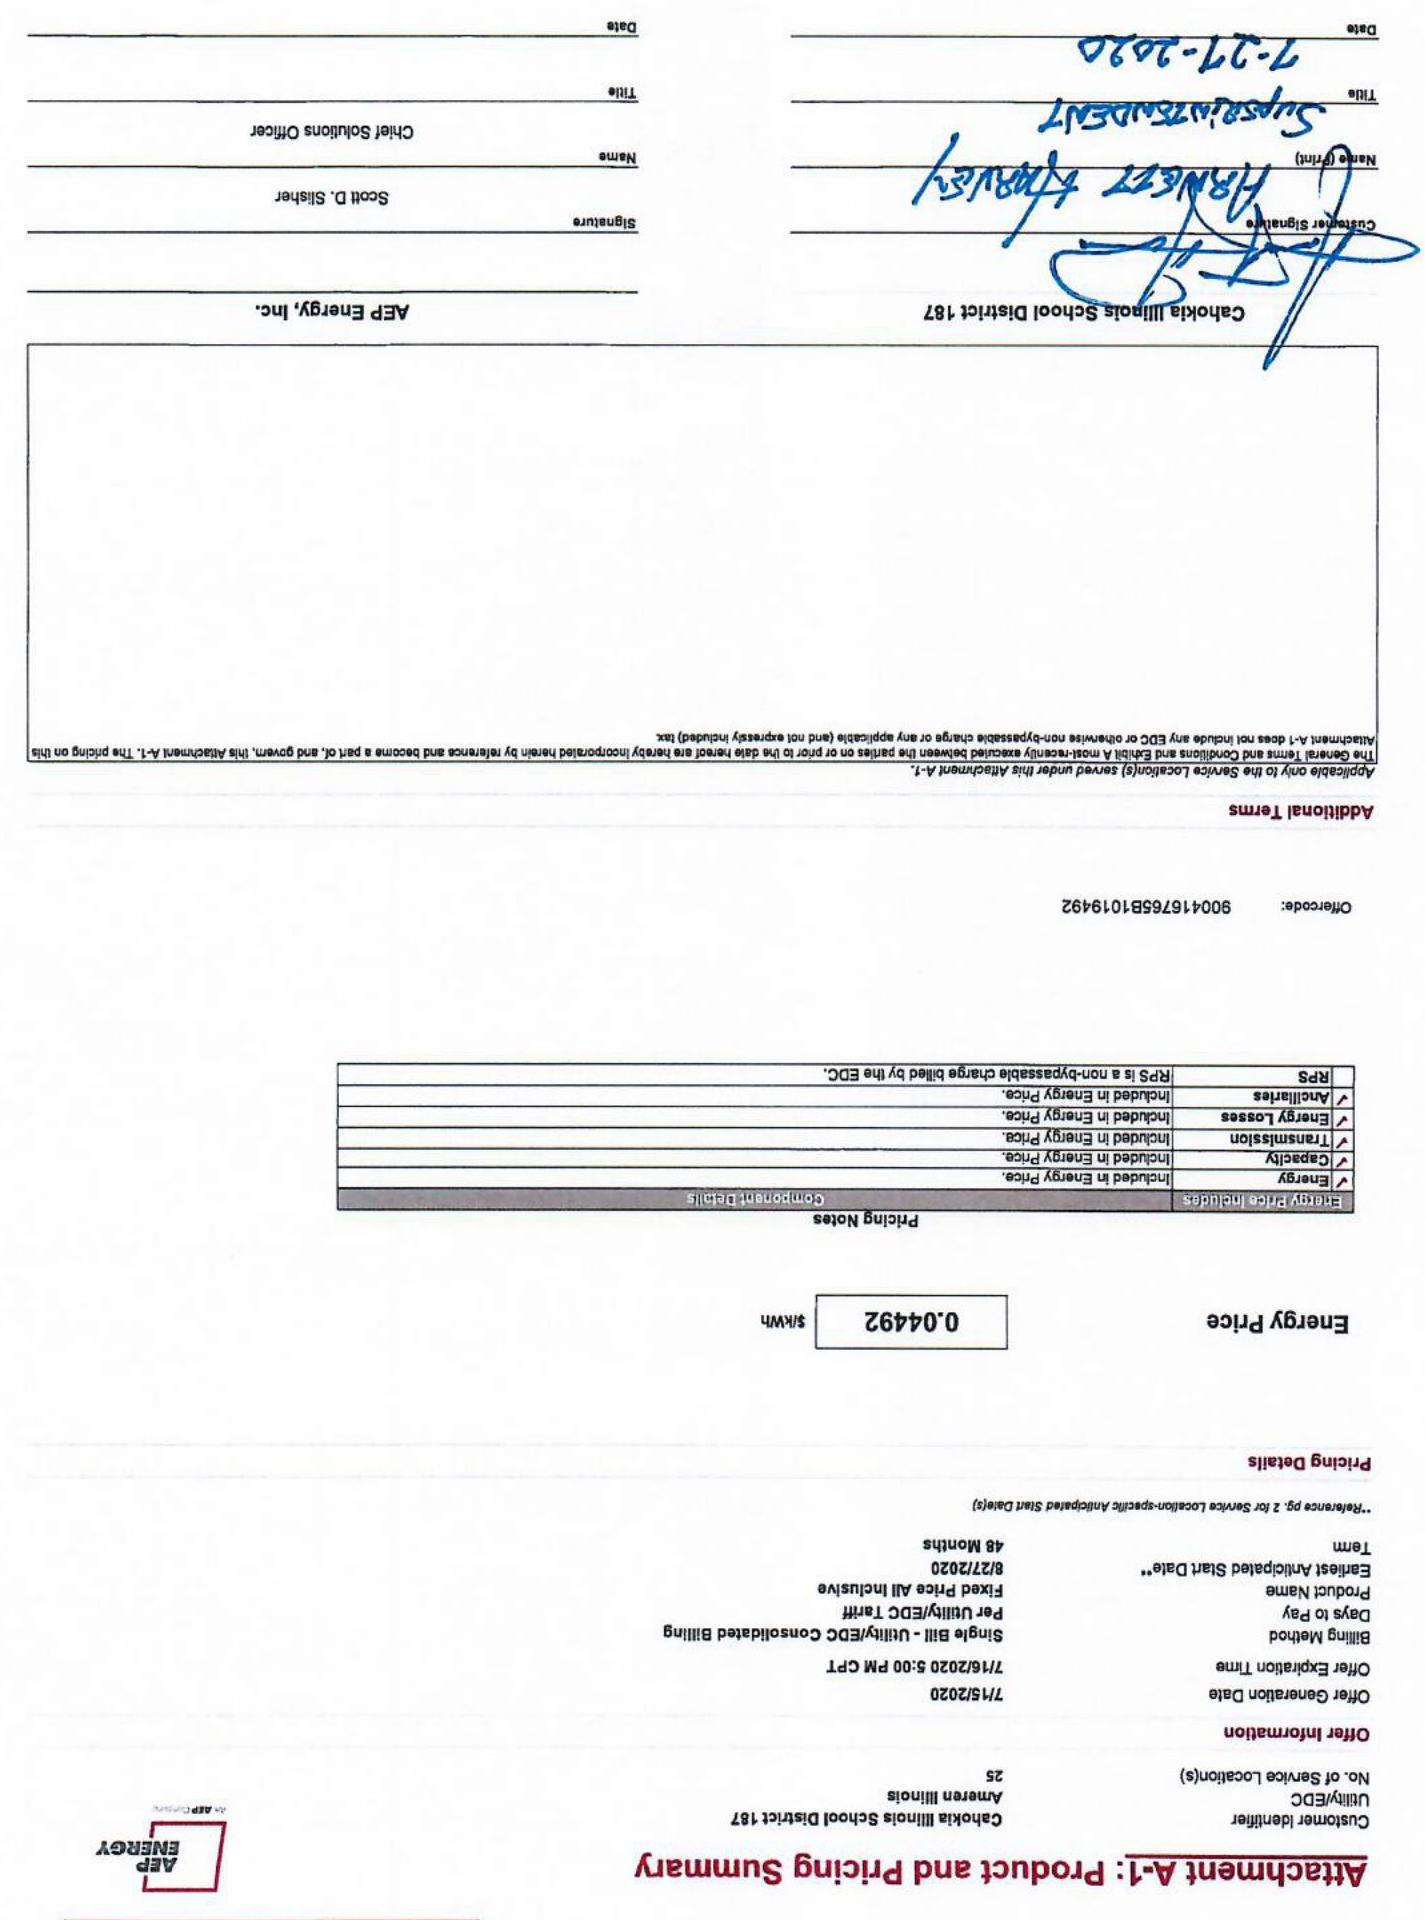 Attachment A-1: Product and Pricing Summary
AEP
ENERGY
An AEP Company
Customer Identifier Cahokia Illinois School District 187
Utility/EDC Ameren Illinois
No. of Service Location(s) 25
Offer Information
Offer Generation Date 7/15/2020
Offer Expiration Time 7/16/2020 5:00 PM CPT
Billing Method Single Bill - Utility/EDC Consolidated Billing
Days to Pay Per Utility/EDC Tariff
Product Name Fixed Price All Inclusive
Earliest Anticipated Start Date** 8/27/2020
Term 48 Months
**Reference pg. 2 for Service Location-specific Anticipated Start Date(s)
Pricing Details
Energy Price 0.04492 $/kWh
Pricing Notes
Energy Price Includes Component Details
✓ Energy Included in Energy Price.
✓ Capacity Included in Energy Price.
✓ Transmission Included in Energy Price.
✓ Energy Losses Included in Energy Price.
✓ Ancillaries Included in Energy Price.
RPS RPS is a non-bypassable charge billed by the EDC.
Offercode: 900416765B1019492
Additional Terms
Applicable only to the Service Location(s) served under this Attachment A-1.
The General Terms and Conditions and Exhibit A most-recently executed between the parties on or prior to the date hereof are hereby incorporated herein by reference and become a part of, and govern, this Attachment A-1. The pricing on this
Attachment A-1 does not include any EDC or otherwise non-bypassable charge or any applicable (and not expressly included) tax.
Cahokia Illinois School District 187 AEP Energy, Inc.
Customer Signature Signature
ARNETT HARVEY Scott D. Slisher
Name (Print) Name
SUPERINTENDENT Chief Solutions Officer
Title Title
7-27-2020
Date Date